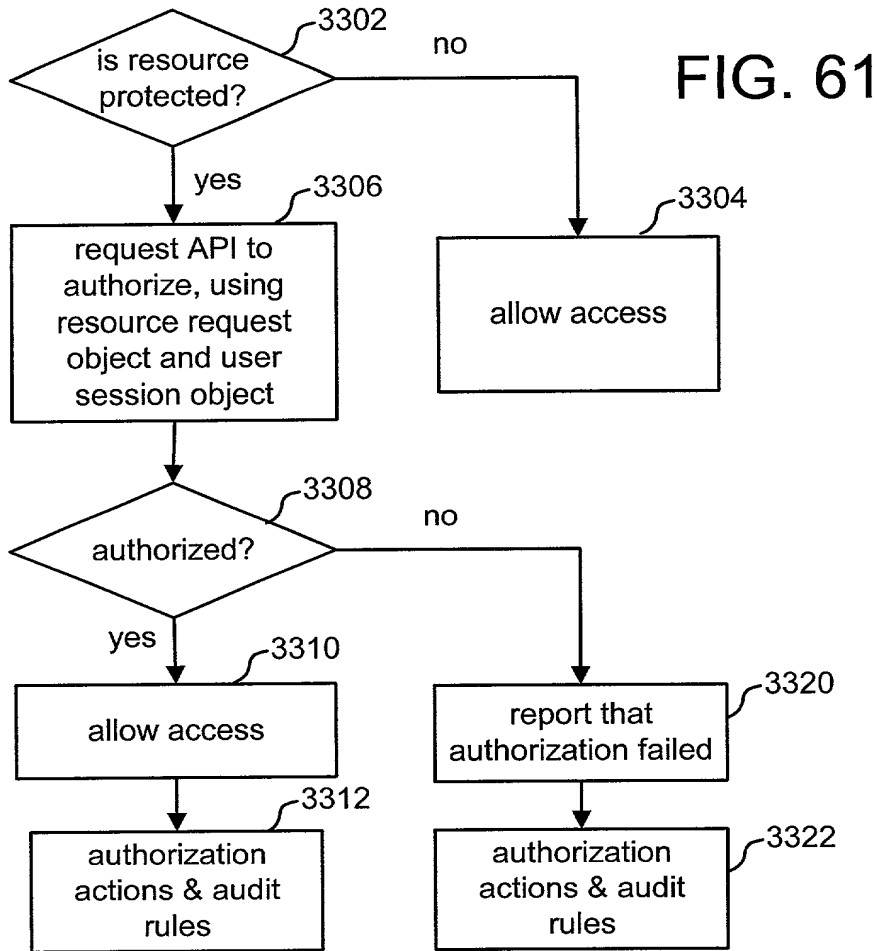 3302
no
FIG. 61
is resource
protected?
yes
3306
3304
request API to
authorize, using
resource request
object and user
session object
allow access
3308
no
authorized?
yes
3310
3320
allow access
report that
authorization failed
3312
3322
authorization
actions & audit
rules
authorization
actions & audit
rules